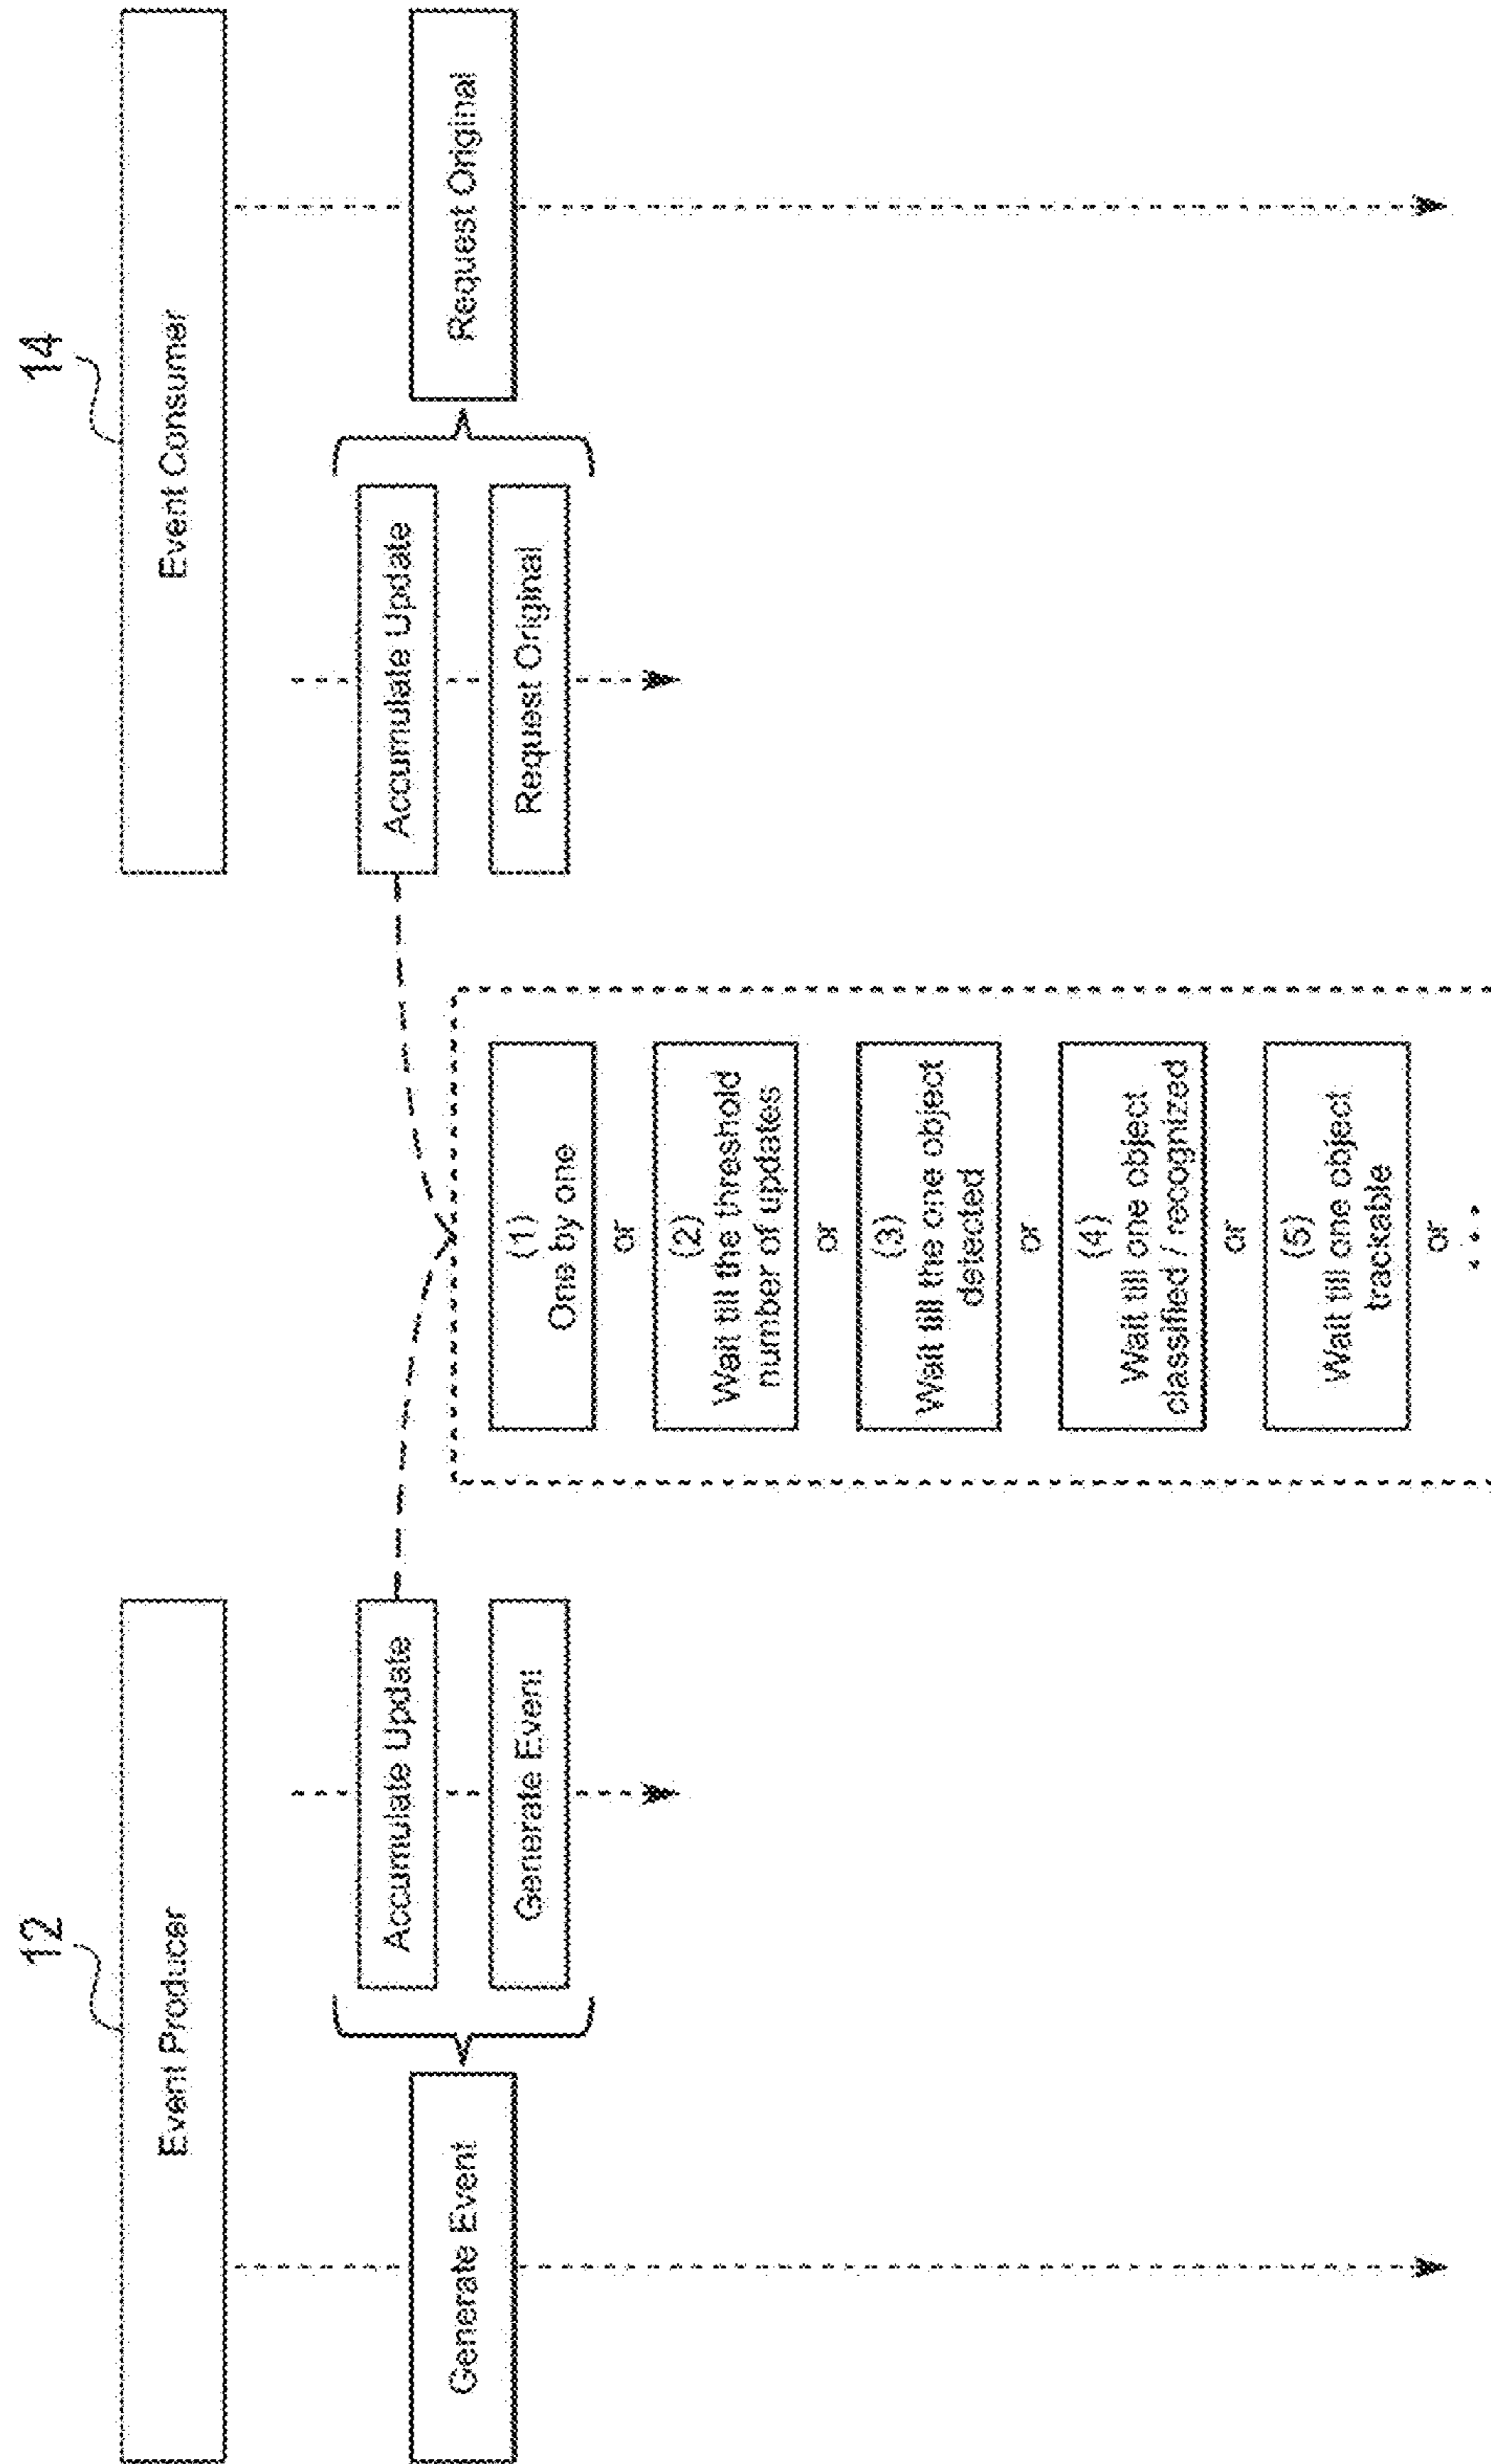 12
Event Producer
14
Event Consumer
Generate Event
Accumulate Update
Generate Event
Accumulate Update
Request Original
Request Original
(1)
One by one
or
(2)
Wait till the threshold
number of updates
or
(3)
Wait till the one object
detected
or
(4)
Wait till one object
classified / recognized
or
(5)
Wait till one object
trackable
or
...